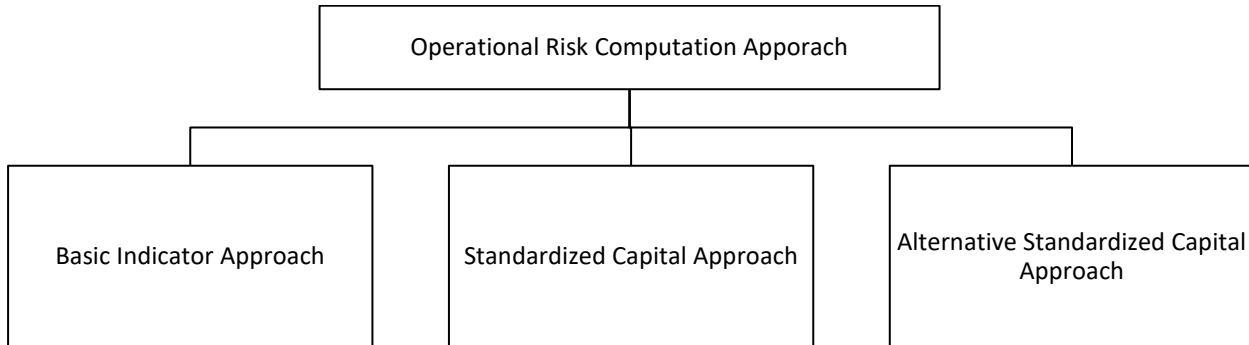 Operational Risk Computation Apporach
Basic Indicator Approach
Standardized Capital Approach
Alternative Standardized Capital
Approach